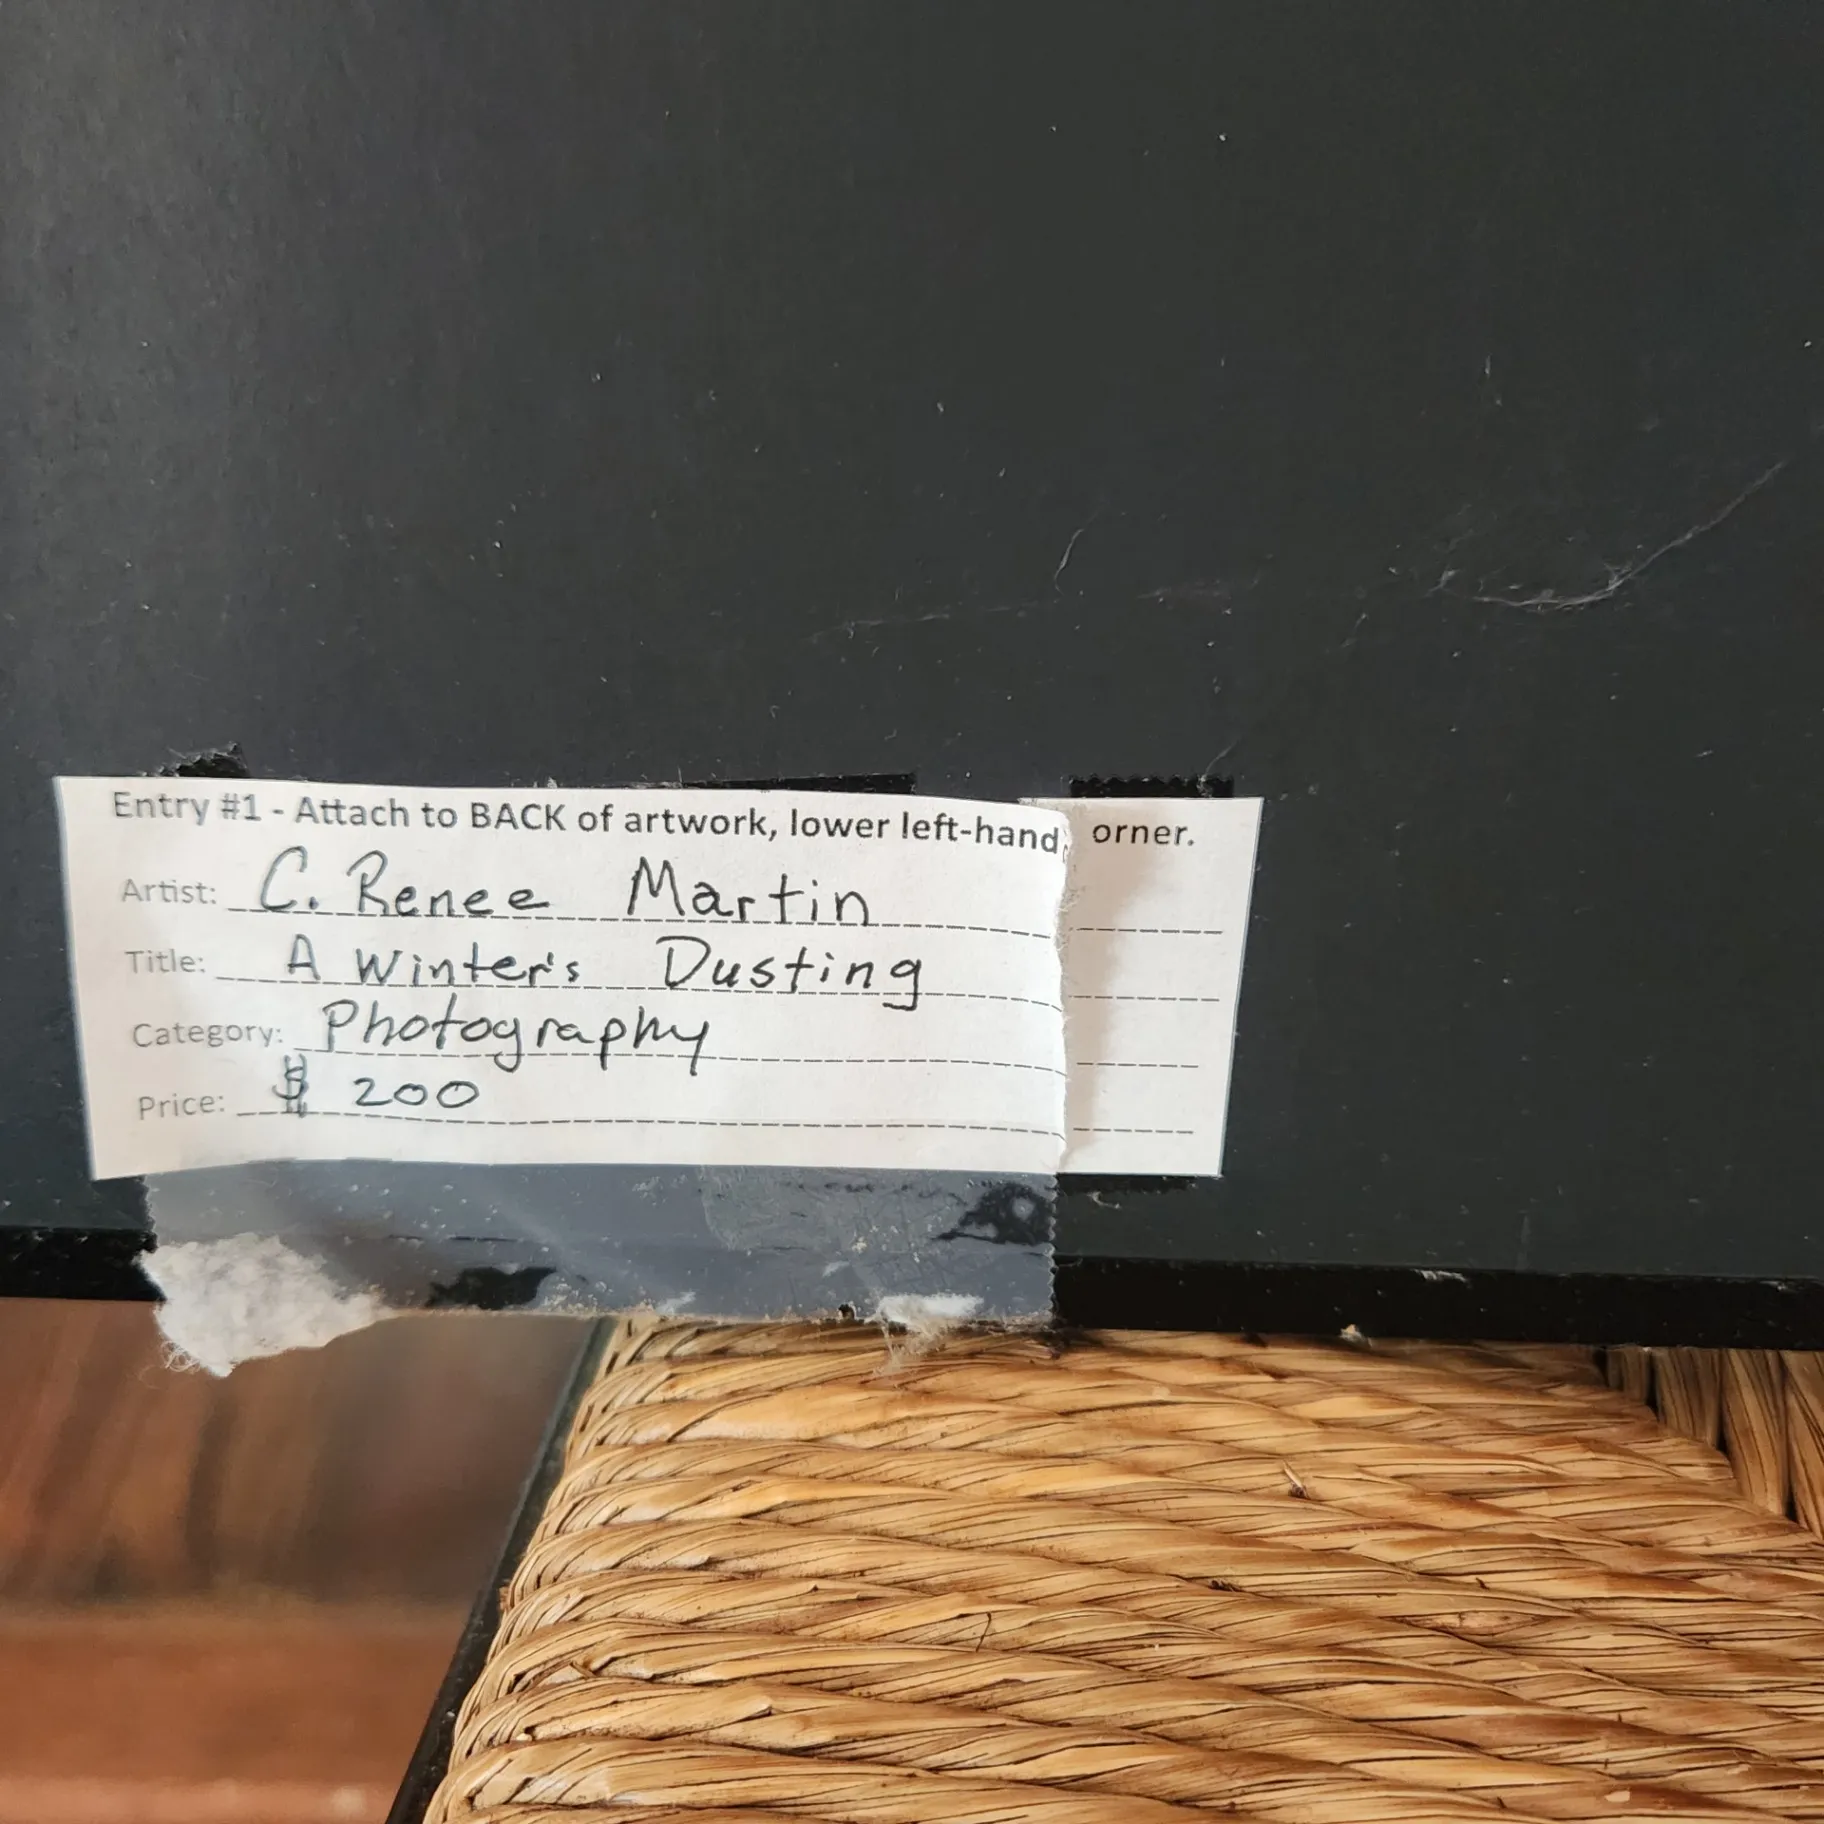 Entry #1 - Attach to BACK of artwork, lower left-hand orner.
Artist: C. Renee Martin
Title: A Winter's Dusting
Category: Photography
Price: $ 200